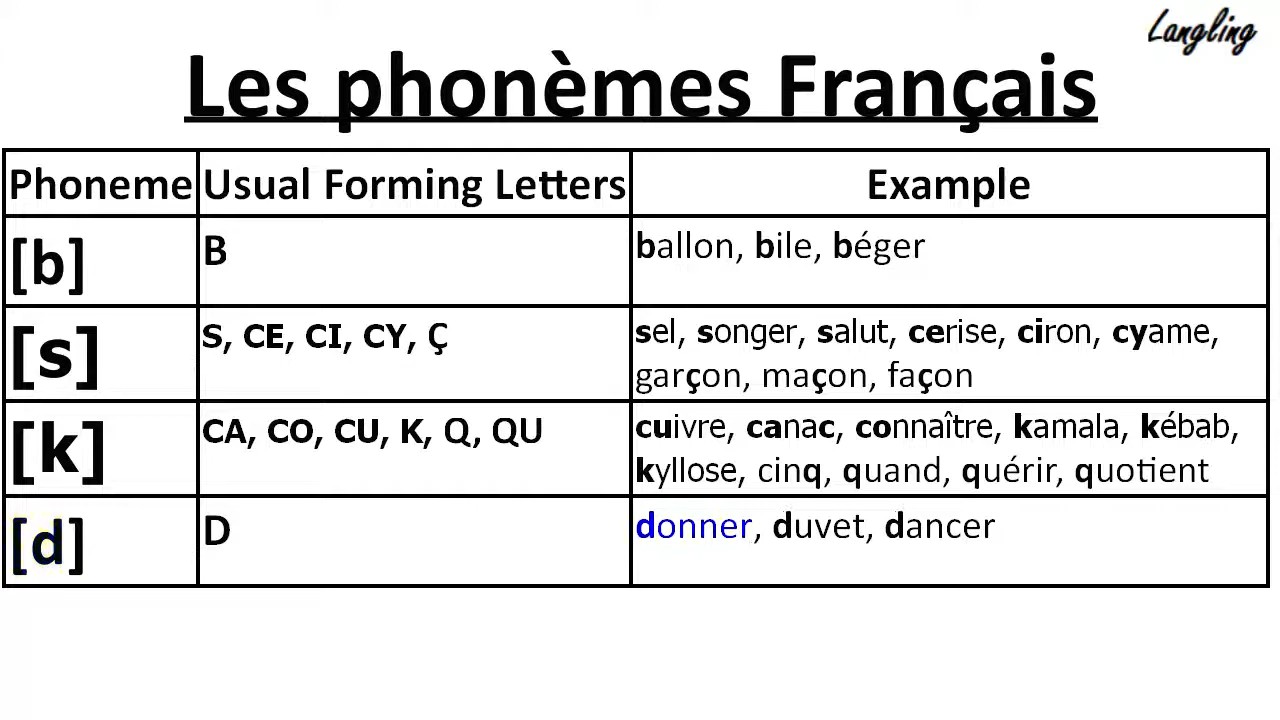 Langling
Les phonèmes Français
Phoneme Usual Forming Letters Example
[b] B ballon, bile, béger
[s] S, CE, CI, CY, Ç sel, songer, salut, cerise, ciron, cyame,
garçon, maçon, façon
[k] CA, CO, CU, K, Q, QU cuivre, canac, connaître, kamala, kébab,
kyllose, cinq, quand, quérir, quotient
[d] D donner, duvet, dancer